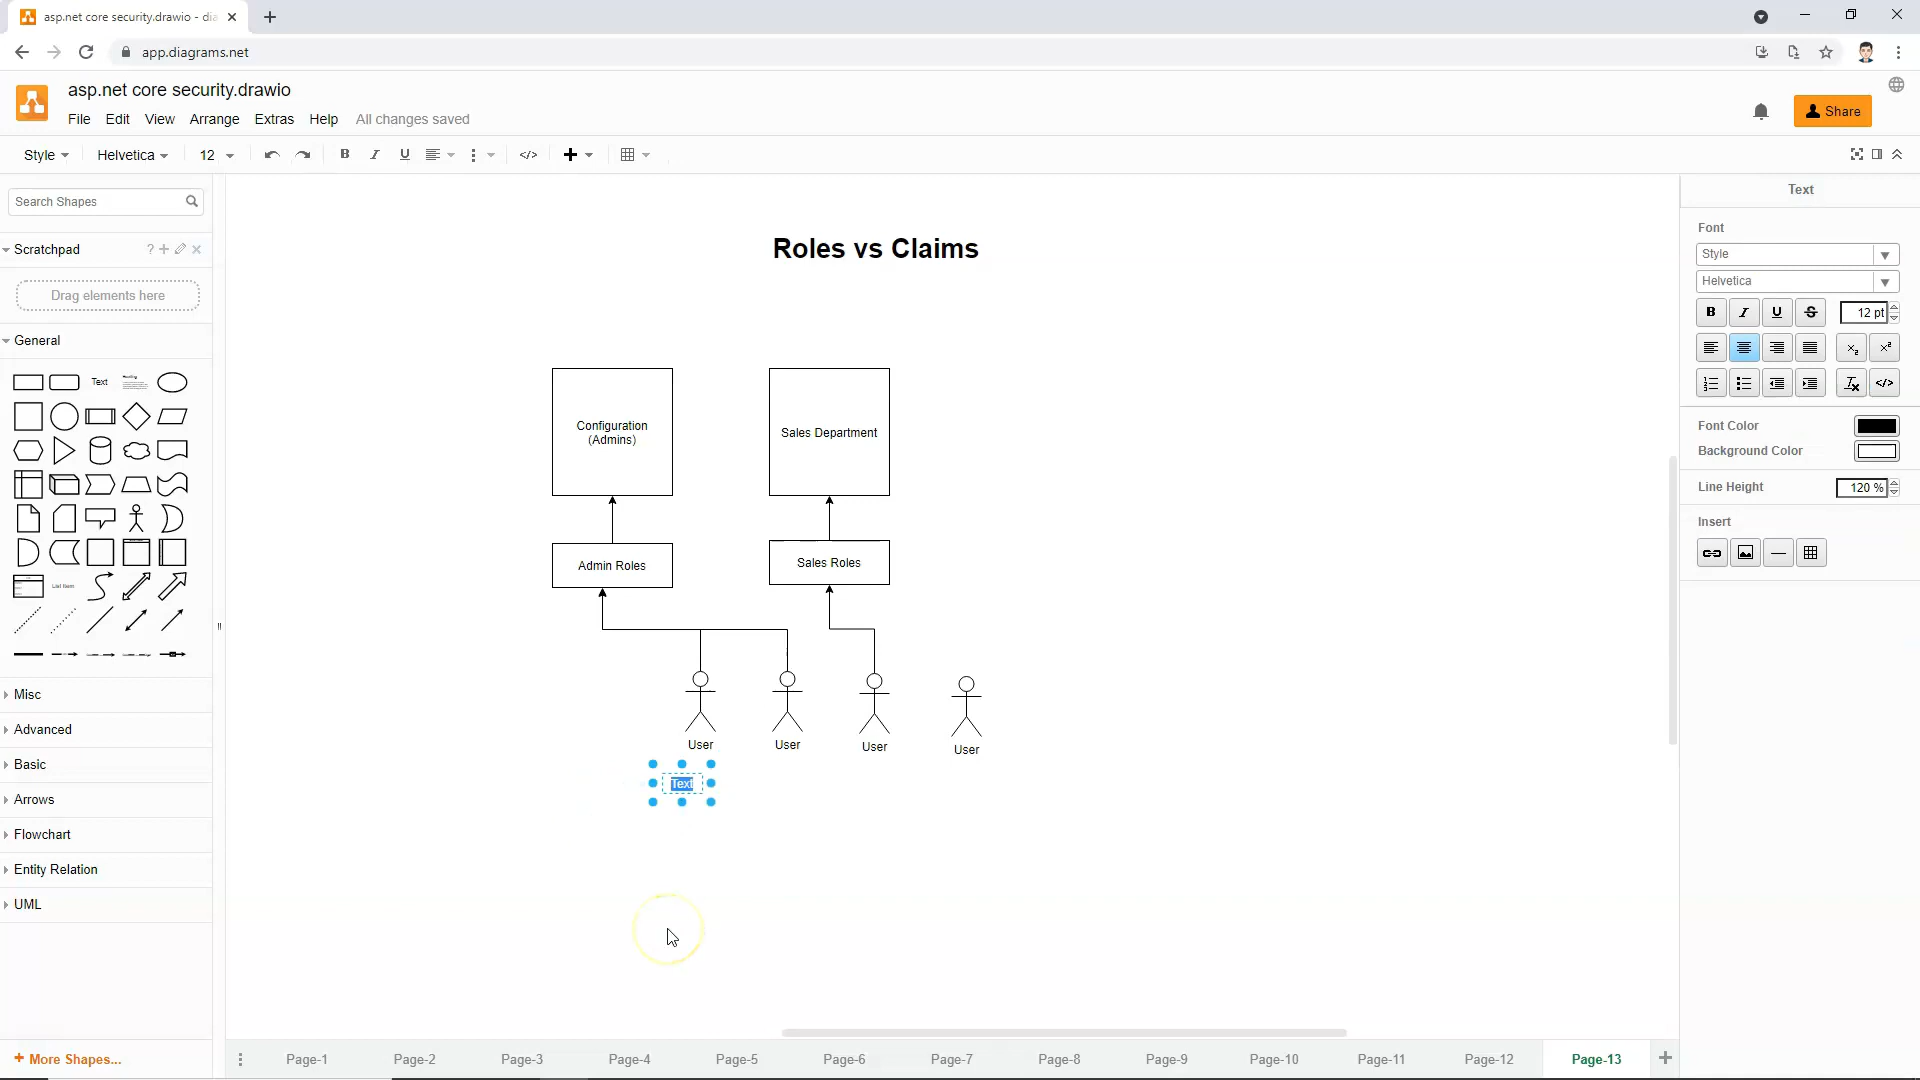 asp.net core security.drawio - dia
app.diagrams.net
asp.net core security.drawio
File Edit View Arrange Extras Help All changes saved
Share
Style Helvetica 12 B I U </>
Search Shapes
Scratchpad ?
Drag elements here
General
Text
Heading
List Item
Misc
Advanced
Basic
Arrows
Flowchart
Entity Relation
UML
More Shapes...
Roles vs Claims
Configuration
(Admins)
Sales Department
Admin Roles
Sales Roles
User
User
User
User
Text
Text
Font
Style
Helvetica
B I U S 12 pt
Font Color
Background Color
Line Height 120 %
Insert
Page-1 Page-2 Page-3 Page-4 Page-5 Page-6 Page-7 Page-8 Page-9 Page-10 Page-11 Page-12 Page-13